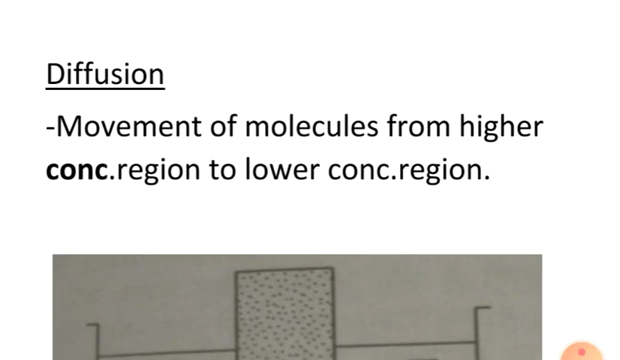 Diffusion
-Movement of molecules from higher
conc.region to lower conc.region.